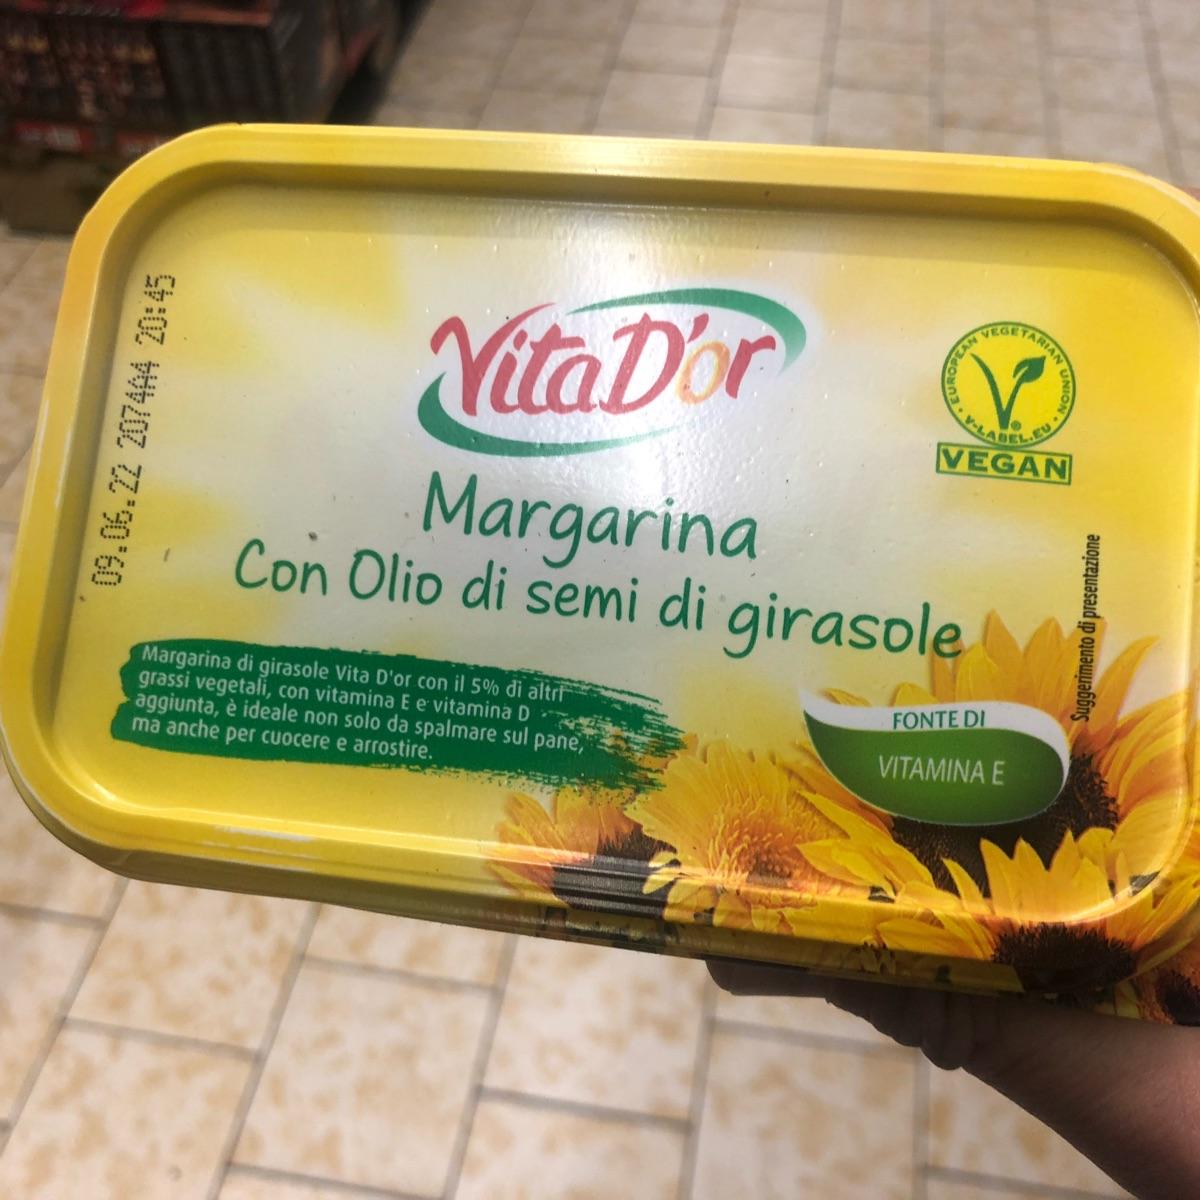 09.06.22 207444 20:45
VitaD'or
EUROPEAN VEGETARIAN UNION
V-LABEL.EU
VEGAN
Margarina
Con Olio di semi di girasole
Margarina di girasole Vita D'or con il 5% di altri
grassi vegetali, con vitamina E e vitamina D
aggiunta, è ideale non solo da spalmare sul pane,
ma anche per cuocere e arrostire.
FONTE DI
VITAMINA E
Suggerimento di presentazione